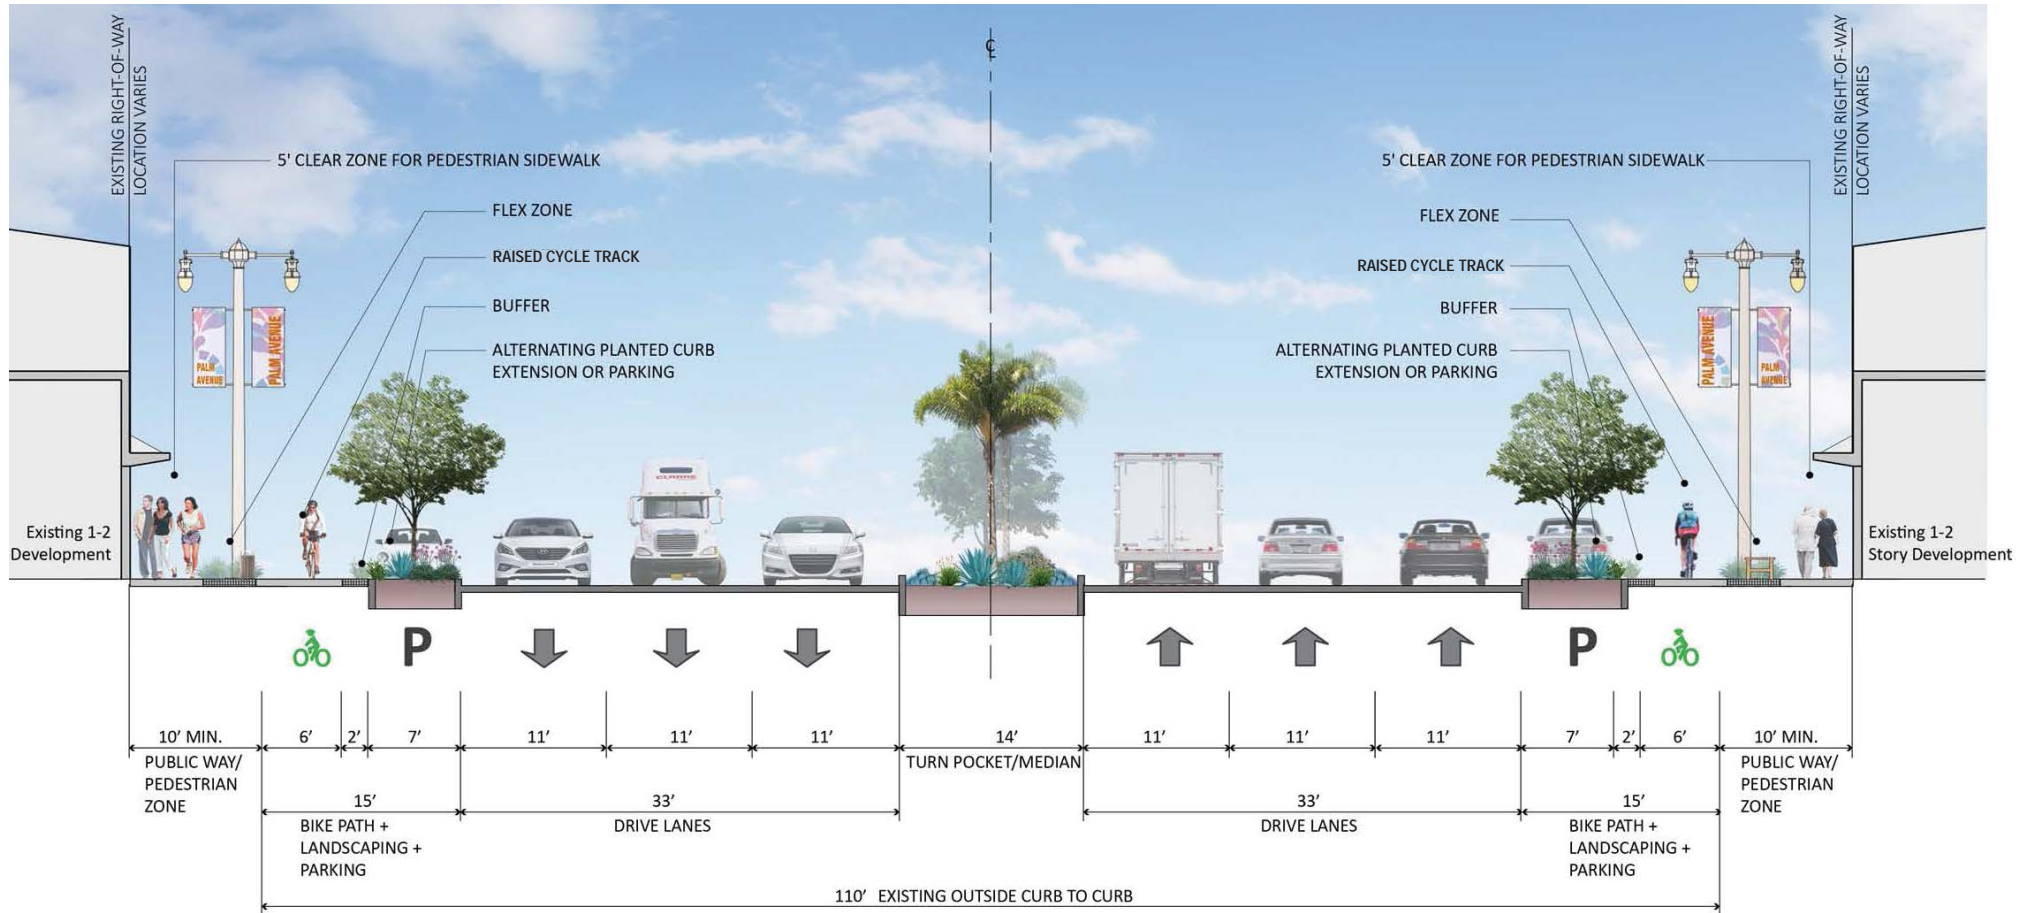 EXISTING RIGHT-OF-WAY
LOCATION VARIES
℄
EXISTING RIGHT-OF-WAY
LOCATION VARIES
5' CLEAR ZONE FOR PEDESTRIAN SIDEWALK
FLEX ZONE
RAISED CYCLE TRACK
BUFFER
ALTERNATING PLANTED CURB
EXTENSION OR PARKING
5' CLEAR ZONE FOR PEDESTRIAN SIDEWALK
FLEX ZONE
RAISED CYCLE TRACK
BUFFER
ALTERNATING PLANTED CURB
EXTENSION OR PARKING
PALM
AVENUE
PALM AVENUE
PALM AVENUE
PALM
AVENUE
Existing 1-2
Development
Existing 1-2
Story Development
P
P
10' MIN.
6'
2'
7'
11'
11'
11'
14'
11'
11'
11'
7'
2'
6'
10' MIN.
PUBLIC WAY/
PEDESTRIAN
ZONE
TURN POCKET/MEDIAN
PUBLIC WAY/
PEDESTRIAN
ZONE
15'
33'
33'
15'
BIKE PATH +
LANDSCAPING +
PARKING
DRIVE LANES
DRIVE LANES
BIKE PATH +
LANDSCAPING +
PARKING
110' EXISTING OUTSIDE CURB TO CURB